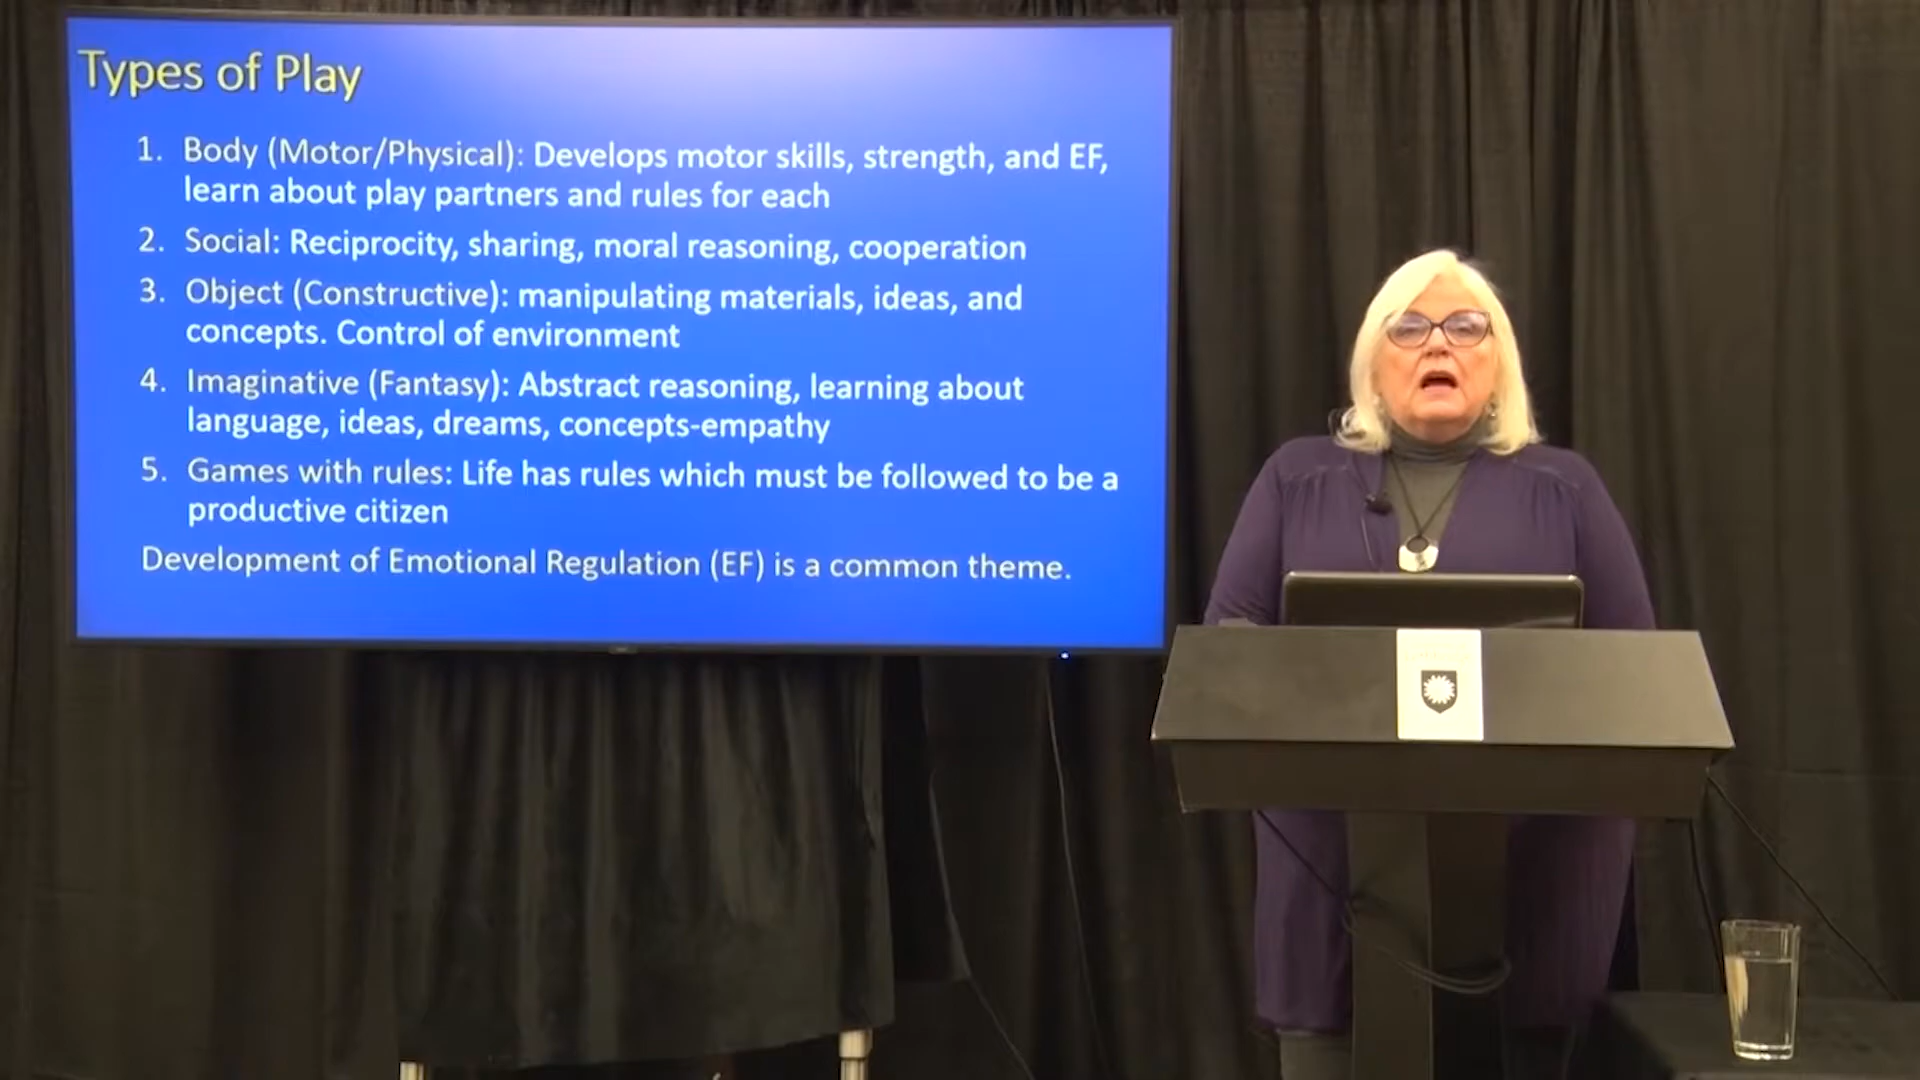 Types of Play
1. Body (Motor/Physical): Develops motor skills, strength, and EF,
learn about play partners and rules for each
2. Social: Reciprocity, sharing, moral reasoning, cooperation
3. Object (Constructive): manipulating materials, ideas, and
concepts. Control of environment
4. Imaginative (Fantasy): Abstract reasoning, learning about
language, ideas, dreams, concepts-empathy
5. Games with rules: Life has rules which must be followed to be a
productive citizen
Development of Emotional Regulation (EF) is a common theme.